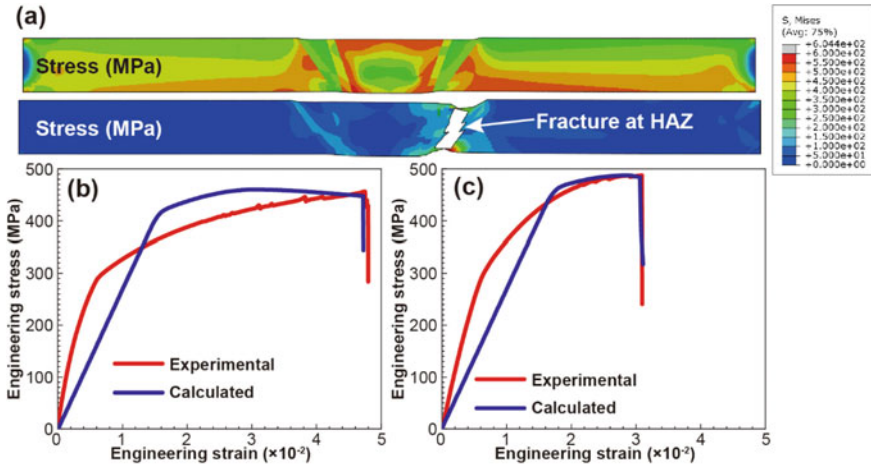 (a)
Stress (MPa)
Stress (MPa)
Fracture at HAZ
S, Mises
(Avg: 75%)
+6.044e+02
+6.000e+02
+5.500e+02
+5.000e+02
+4.500e+02
+4.000e+02
+3.500e+02
+3.000e+02
+2.500e+02
+2.000e+02
+1.500e+02
+1.000e+02
+5.000e+01
+0.000e+00
(b)
Engineering stress (MPa)
500
400
300
200
100
0
Experimental
Calculated
0 1 2 3 4 5
Engineering strain (×10⁻²)
(c)
Engineering stress (MPa)
500
400
300
200
100
0
Experimental
Calculated
0 1 2 3 4 5
Engineering strain (×10⁻²)